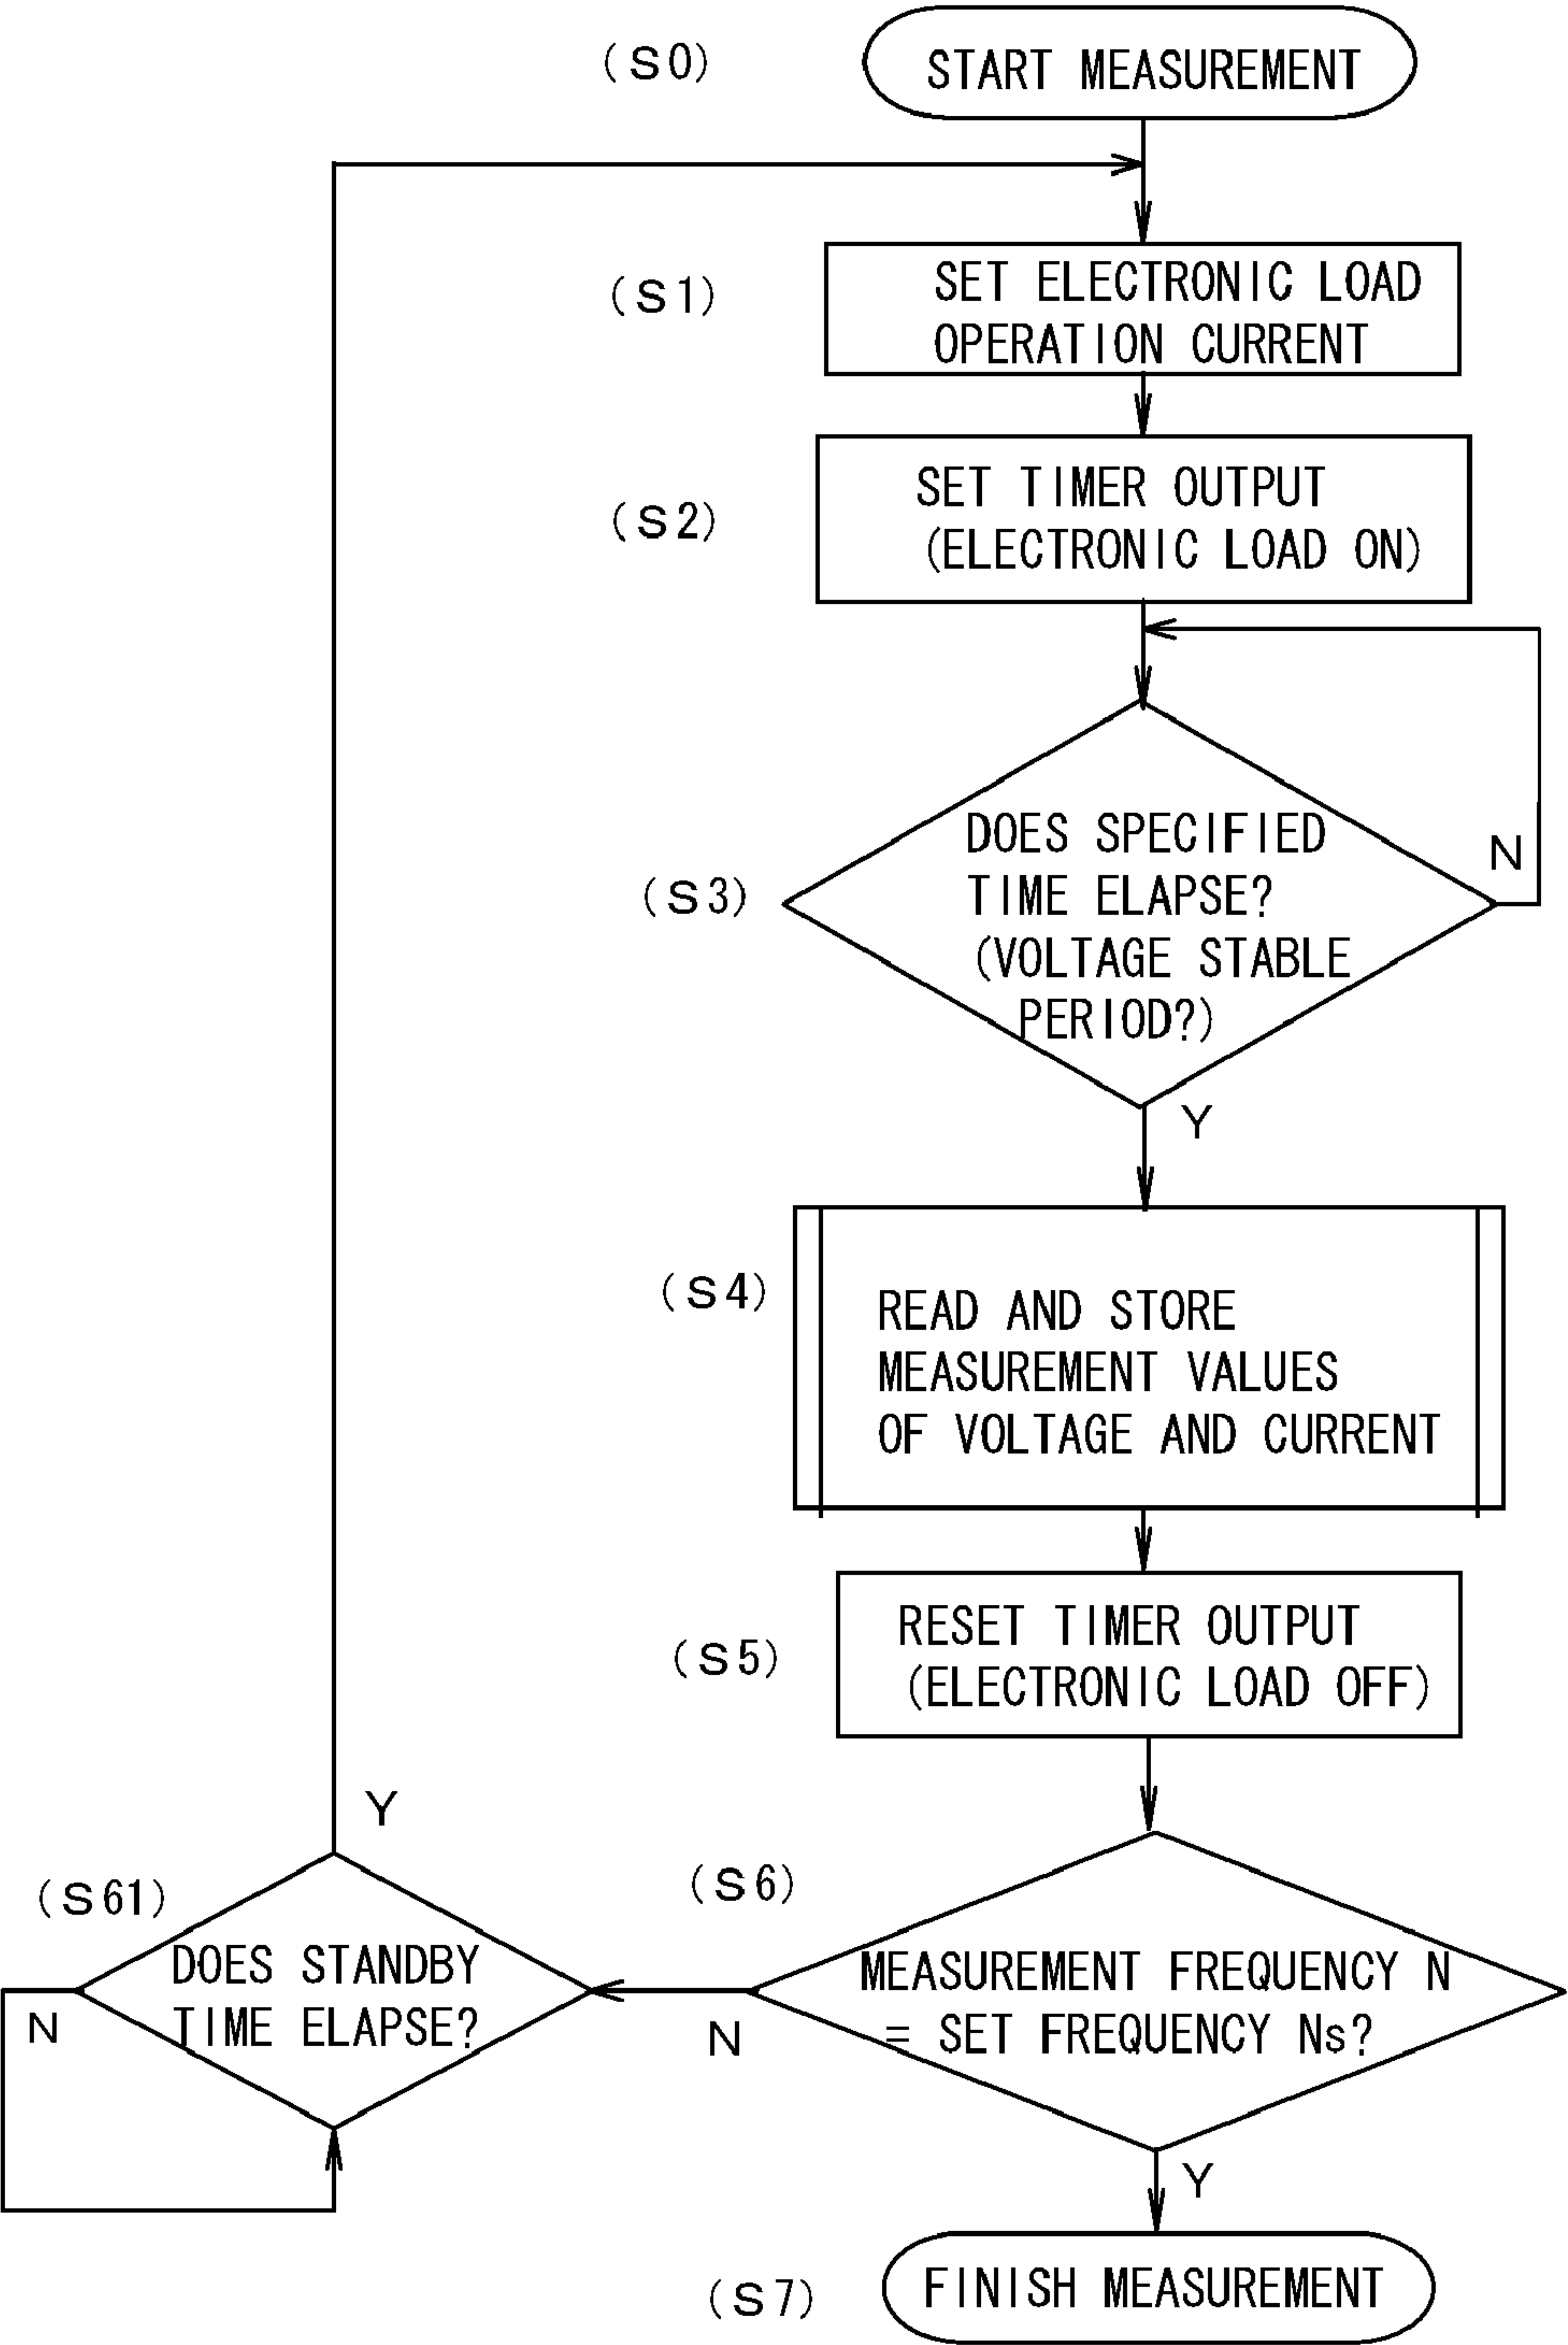 (S0)
START MEASUREMENT
(S1)
SET ELECTRONIC LOAD
OPERATION CURRENT
(S2)
SET TIMER OUTPUT
(ELECTRONIC LOAD ON)
(S3)
DOES SPECIFIED
TIME ELAPSE?
(VOLTAGE STABLE
PERIOD?)
N
Y
(S4)
READ AND STORE
MEASUREMENT VALUES
OF VOLTAGE AND CURRENT
(S5)
RESET TIMER OUTPUT
(ELECTRONIC LOAD OFF)
(S6)
MEASUREMENT FREQUENCY N
= SET FREQUENCY Ns?
N
Y
(S61)
DOES STANDBY
TIME ELAPSE?
Y
N
(S7)
FINISH MEASUREMENT